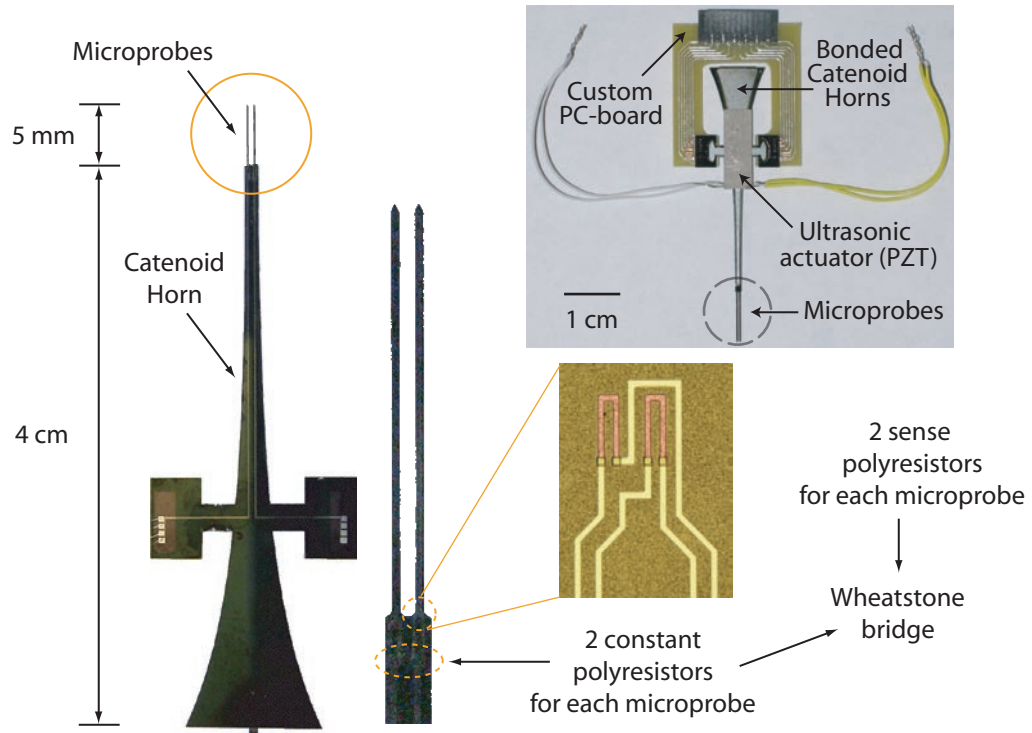 Microprobes
5 mm
Catenoid
Horn
4 cm
Custom
PC-board
Bonded
Catenoid
Horns
Ultrasonic
actuator (PZT)
1 cm
Microprobes
2 sense
polyresistors
for each microprobe
Wheatstone
bridge
2 constant
polyresistors
for each microprobe